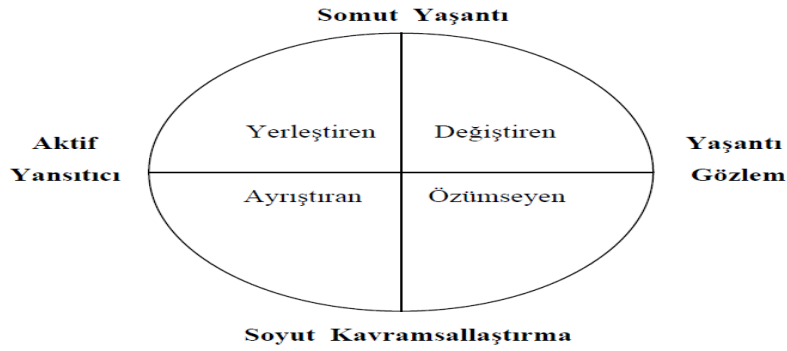 Somut Yaşantı
Yerleştiren
Değiştiren
Aktif
Yansıtıcı
Yaşantı
Gözlem
Ayrıştıran
Özümseyen
Soyut Kavramsallaştırma